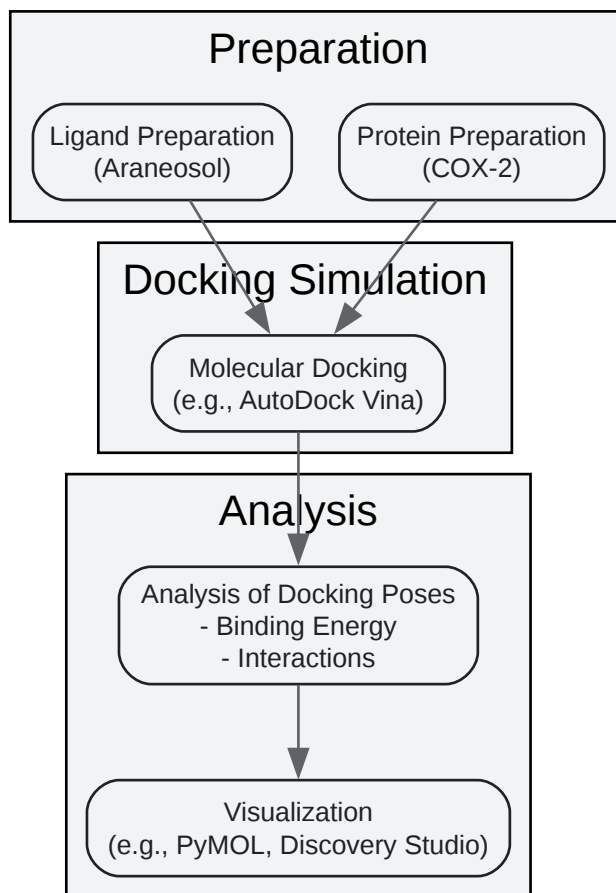 Preparation
Ligand Preparation
(Araneosol)
Protein Preparation
(COX-2)
Docking Simulation
Molecular Docking
(e.g., AutoDock Vina)
Analysis
Analysis of Docking Poses
- Binding Energy
- Interactions
Visualization
(e.g., PyMOL, Discovery Studio)